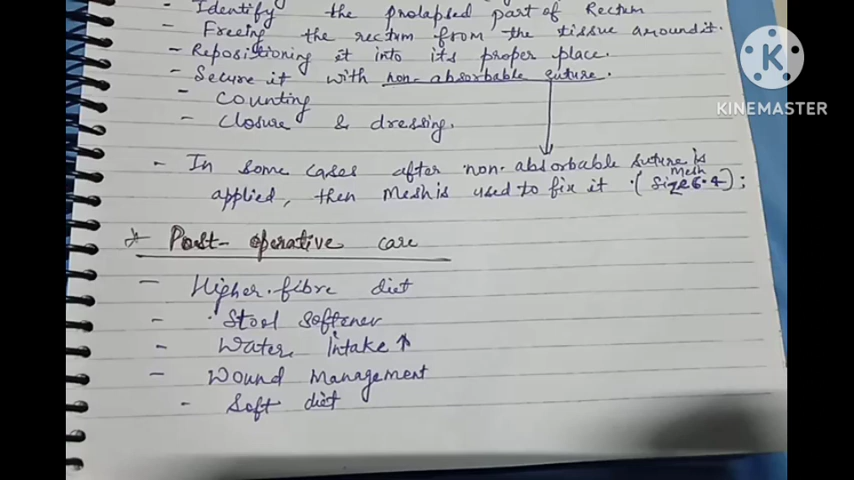 - Identify the prolapsed part of Rectum
- Freeing the rectum from the tissue around it.
- Repositioning it into its proper place.
- Secure it with non-absorbable suture.
- Counting
- closure & dressing.
- In some cases after non-absorbable suture is
applied, then Mesh is used to fix it . (Mesh size 6.4);
* Post-operative care
- Higher-fibre diet
- Stool softener
- Water Intake ↑
- Wound Management
- Soft diet
K
KINEMASTER